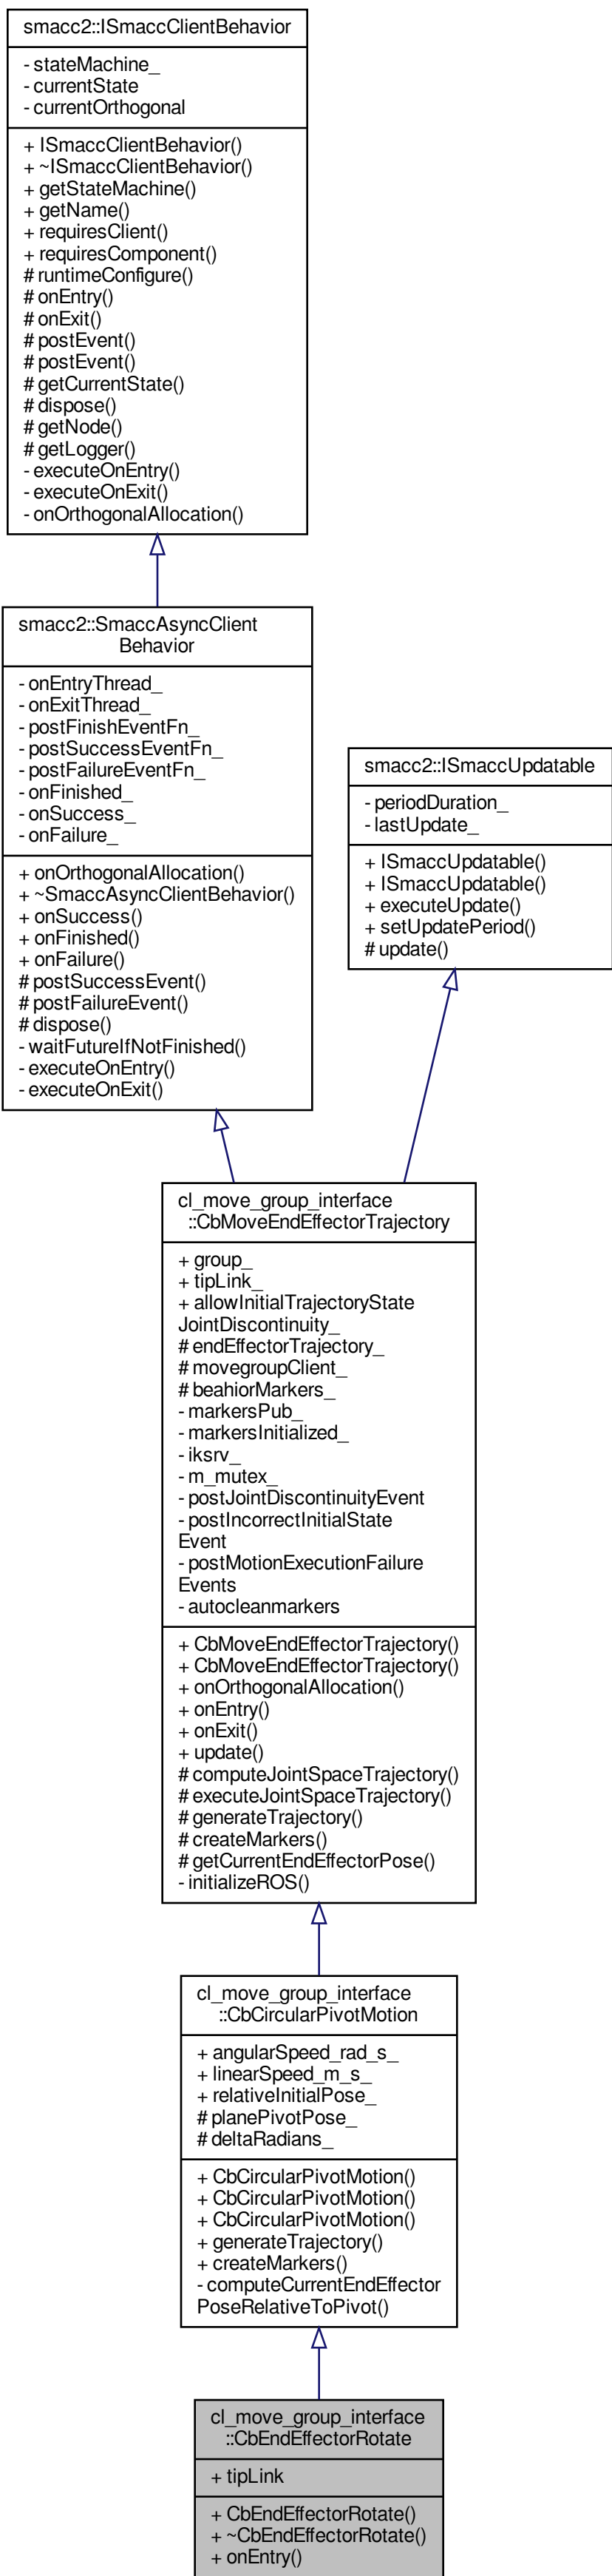 smacc2::ISmaccClientBehavior
- stateMachine_
- currentState
- currentOrthogonal
+ ISmaccClientBehavior()
+ ~ISmaccClientBehavior()
+ getStateMachine()
+ getName()
+ requiresClient()
+ requiresComponent()
# runtimeConfigure()
# onEntry()
# onExit()
# postEvent()
# postEvent()
# getCurrentState()
# dispose()
# getNode()
# getLogger()
- executeOnEntry()
- executeOnExit()
- onOrthogonalAllocation()
smacc2::SmaccAsyncClient
Behavior
- onEntryThread_
- onExitThread_
- postFinishEventFn_
- postSuccessEventFn_
- postFailureEventFn_
- onFinished_
- onSuccess_
- onFailure_
+ onOrthogonalAllocation()
+ ~SmaccAsyncClientBehavior()
+ onSuccess()
+ onFinished()
+ onFailure()
# postSuccessEvent()
# postFailureEvent()
# dispose()
- waitFutureIfNotFinished()
- executeOnEntry()
- executeOnExit()
smacc2::ISmaccUpdatable
- periodDuration_
- lastUpdate_
+ ISmaccUpdatable()
+ ISmaccUpdatable()
+ executeUpdate()
+ setUpdatePeriod()
# update()
cl_move_group_interface
::CbMoveEndEffectorTrajectory
+ group_
+ tipLink_
+ allowInitialTrajectoryState
JointDiscontinuity_
# endEffectorTrajectory_
# movegroupClient_
# beahiorMarkers_
- markersPub_
- markersInitialized_
- iksrv_
- m_mutex_
- postJointDiscontinuityEvent
- postIncorrectInitialState
Event
- postMotionExecutionFailure
Events
- autocleanmarkers
+ CbMoveEndEffectorTrajectory()
+ CbMoveEndEffectorTrajectory()
+ onOrthogonalAllocation()
+ onEntry()
+ onExit()
+ update()
# computeJointSpaceTrajectory()
# executeJointSpaceTrajectory()
# generateTrajectory()
# createMarkers()
# getCurrentEndEffectorPose()
- initializeROS()
cl_move_group_interface
::CbCircularPivotMotion
+ angularSpeed_rad_s_
+ linearSpeed_m_s_
+ relativeInitialPose_
# planePivotPose_
# deltaRadians_
+ CbCircularPivotMotion()
+ CbCircularPivotMotion()
+ CbCircularPivotMotion()
+ generateTrajectory()
+ createMarkers()
- computeCurrentEndEffector
PoseRelativeToPivot()
cl_move_group_interface
::CbEndEffectorRotate
+ tipLink
+ CbEndEffectorRotate()
+ ~CbEndEffectorRotate()
+ onEntry()